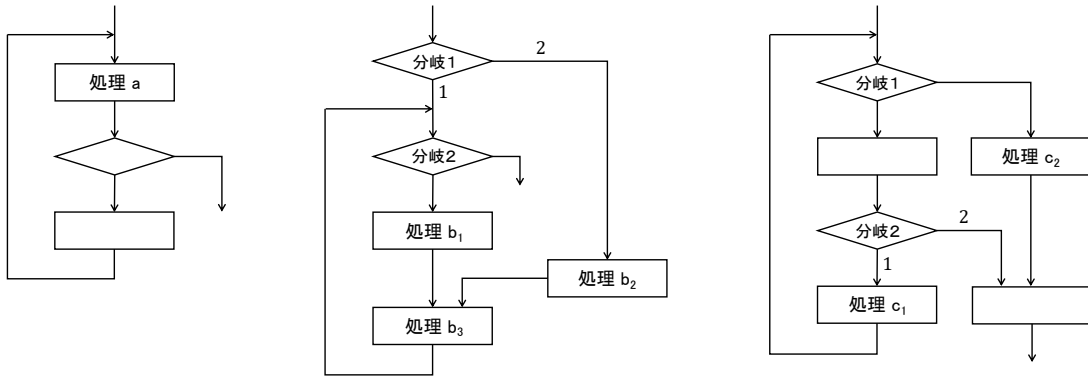 処理 a
分岐1
2
1
分岐2
処理 b₁
処理 b₂
処理 b₃
分岐1
処理 c₂
分岐2
2
1
処理 c₁